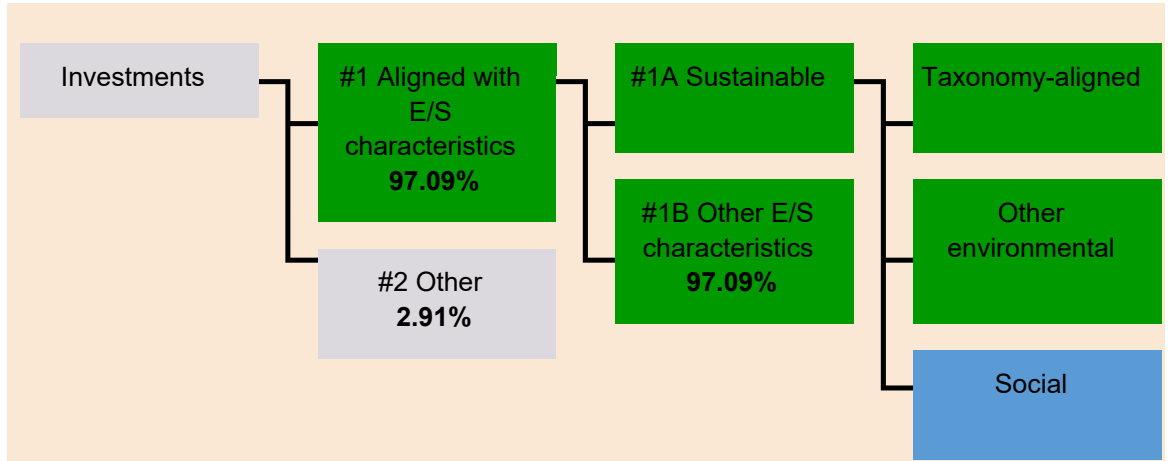 Investments
#1 Aligned with
E/S
characteristics
97.09%
#2 Other
2.91%
#1A Sustainable
#1B Other E/S
characteristics
97.09%
Taxonomy-aligned
Other
environmental
Social